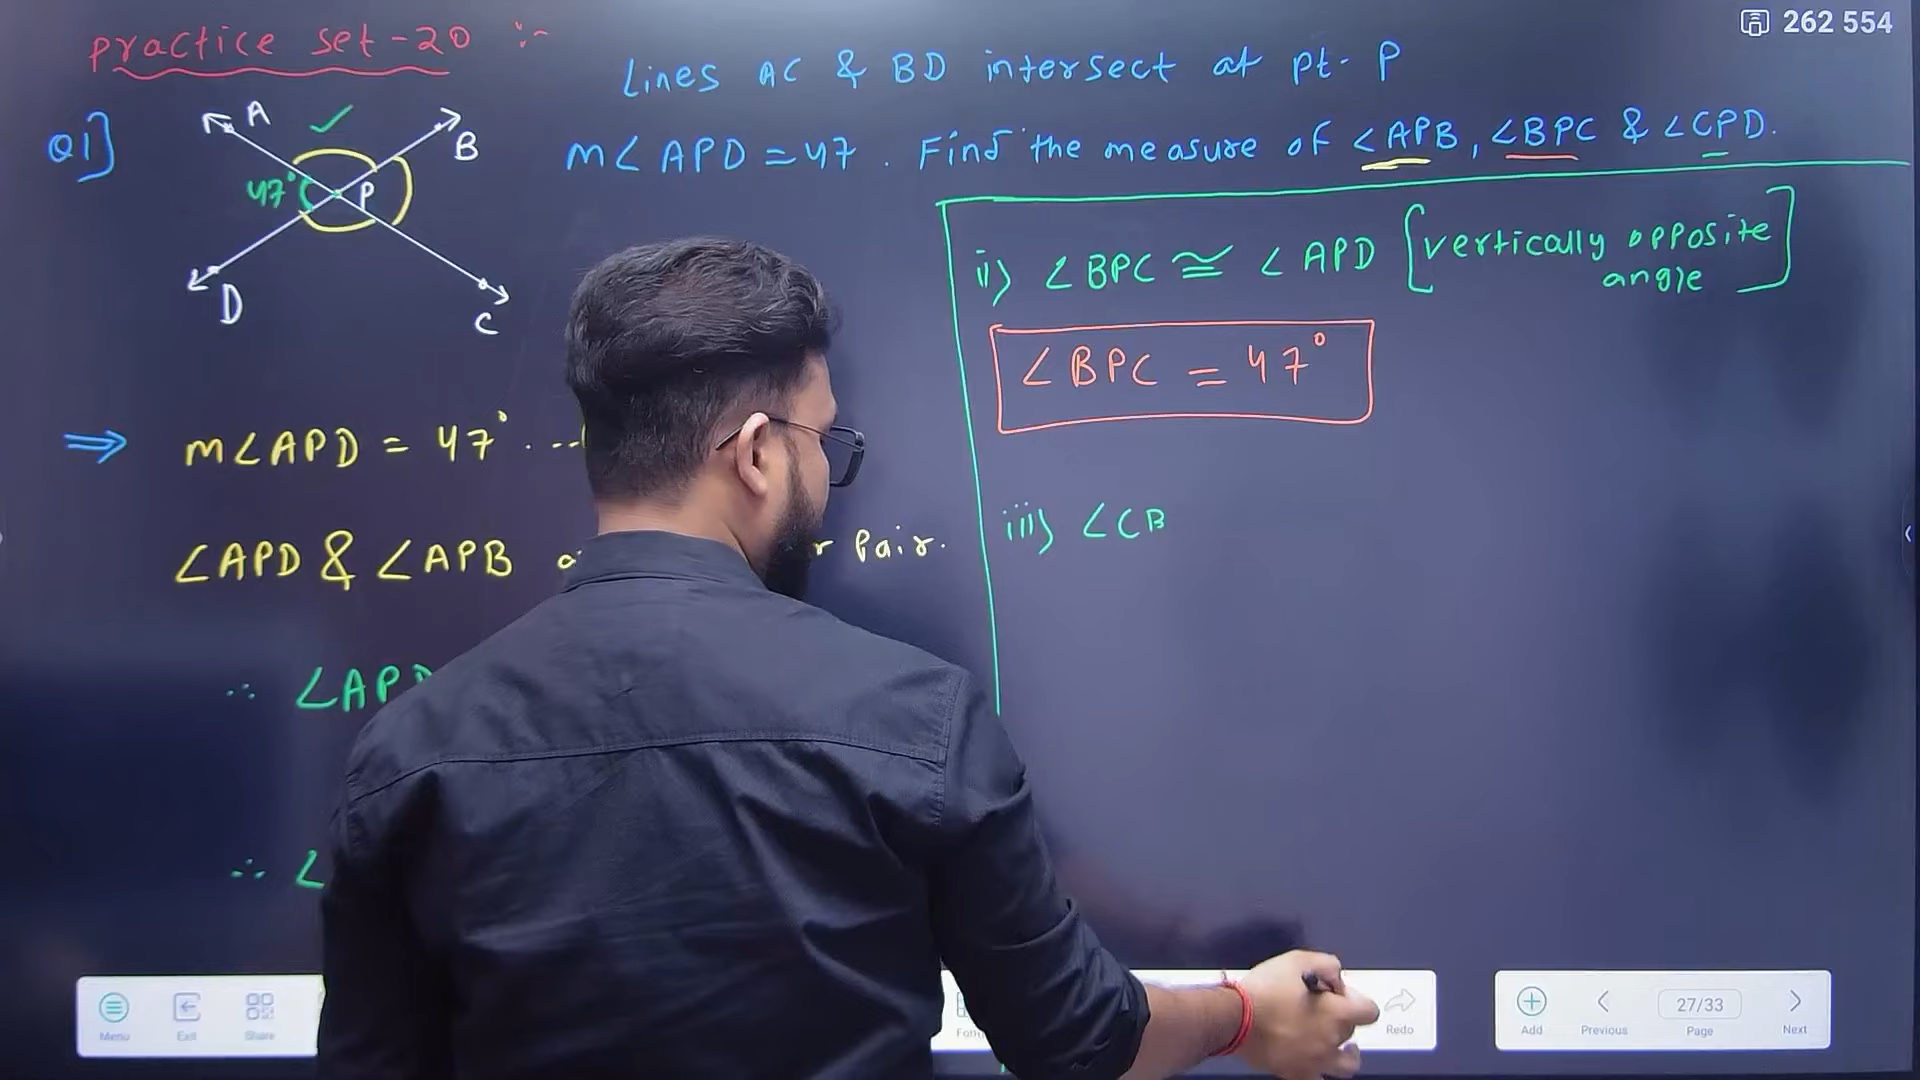 Practice set-20 :-
262 554
Lines AC & BD intersect at pt. P
Q1]
m∠APD = 47 . Find the measure of ∠APB, ∠BPC & ∠CPD.
A
B
47°
P
D
C
ii) ∠BPC ≅ ∠APD [vertically opposite
angle]
∠BPC = 47°
⇒ m∠APD = 47° . --
iii) ∠CB
∠APD & ∠APB
Pair.
∴ ∠APD
∴ ∠
Menu
Exit
Share
Redo
Add
Previous
27/33
Page
Next